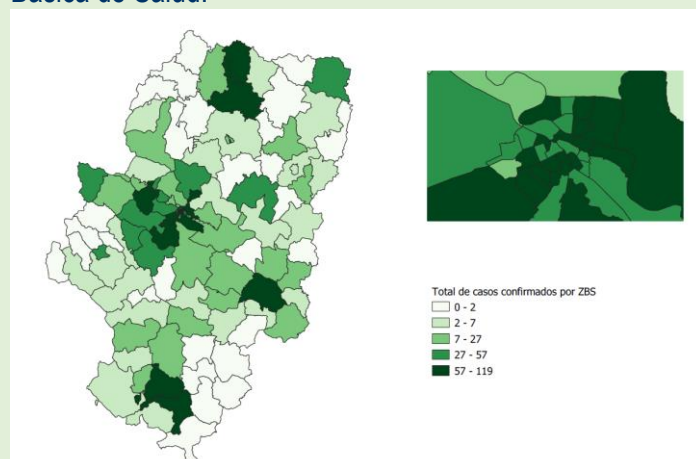 Básica de Salud.
Total de casos confirmados por ZBS
0 - 2
2 - 7
7 - 27
27 - 57
57 - 119